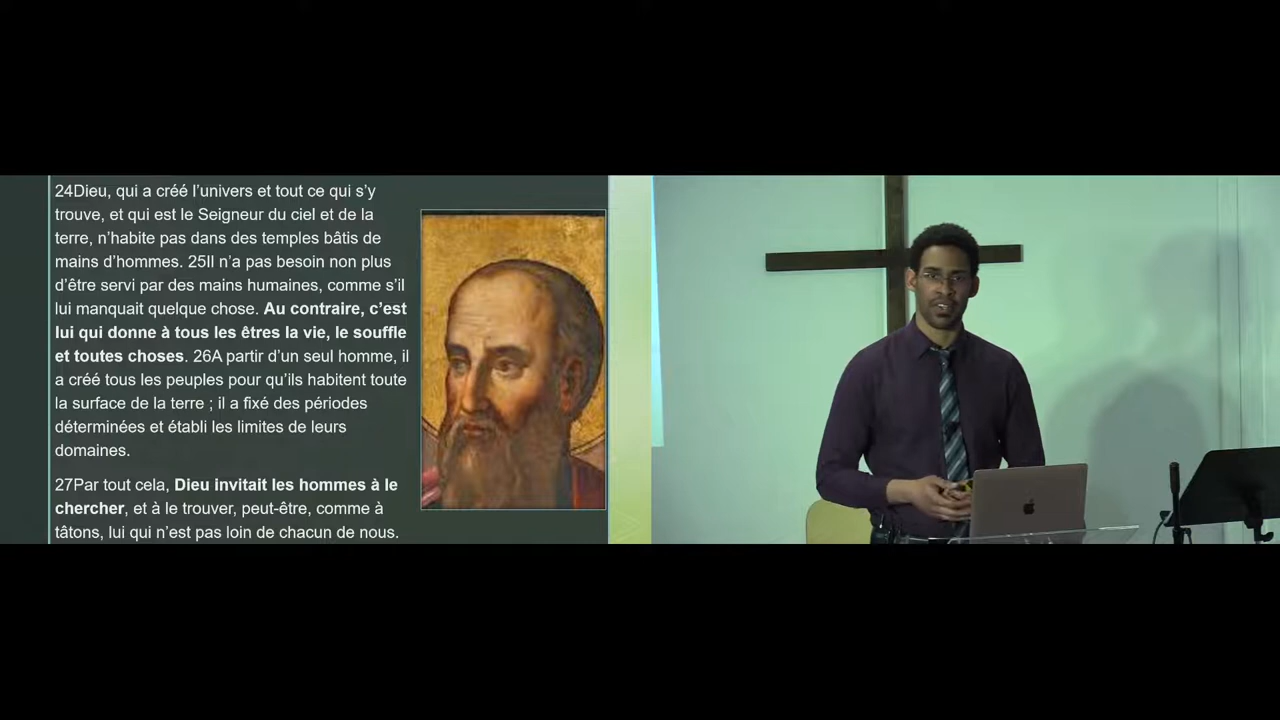 24Dieu, qui a créé l’univers et tout ce qui s’y
trouve, et qui est le Seigneur du ciel et de la
terre, n’habite pas dans des temples bâtis de
mains d’hommes. 25Il n’a pas besoin non plus
d’être servi par des mains humaines, comme s’il
lui manquait quelque chose. Au contraire, c’est
lui qui donne à tous les êtres la vie, le souffle
et toutes choses. 26A partir d’un seul homme, il
a créé tous les peuples pour qu’ils habitent toute
la surface de la terre ; il a fixé des périodes
déterminées et établi les limites de leurs
domaines.
27Par tout cela, Dieu invitait les hommes à le
chercher, et à le trouver, peut-être, comme à
tâtons, lui qui n’est pas loin de chacun de nous.